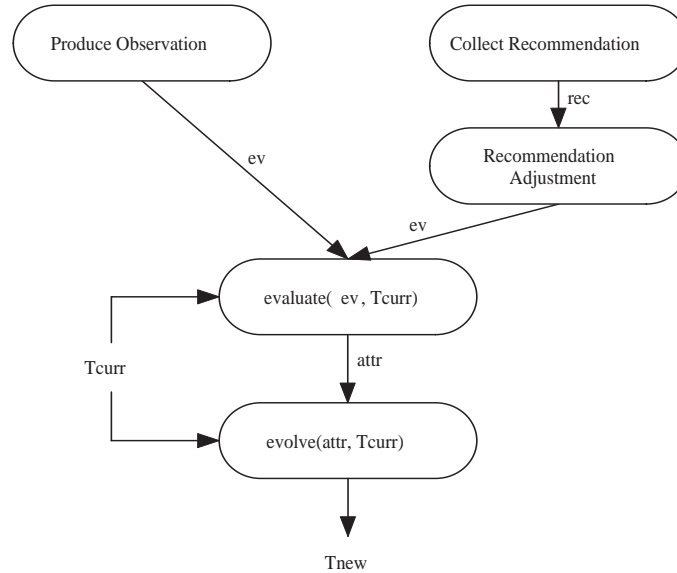 Produce Observation
Collect Recommendation
rec
Recommendation
Adjustment
ev
ev
evaluate( ev, Tcurr)
attr
Tcurr
evolve(attr, Tcurr)
Tnew